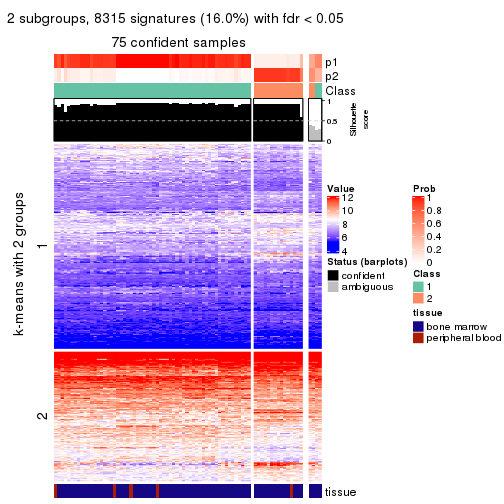 2 subgroups, 8315 signatures (16.0%) with fdr < 0.05
75 confident samples
p1
p2
Class
1
0.5
0
Silhouette
score
k-means with 2 groups
1
2
tissue
Value
12
10
8
6
4
Status (barplots)
confident
ambiguous
Prob
1
0.8
0.6
0.4
0.2
0
Class
1
2
tissue
bone marrow
peripheral blood